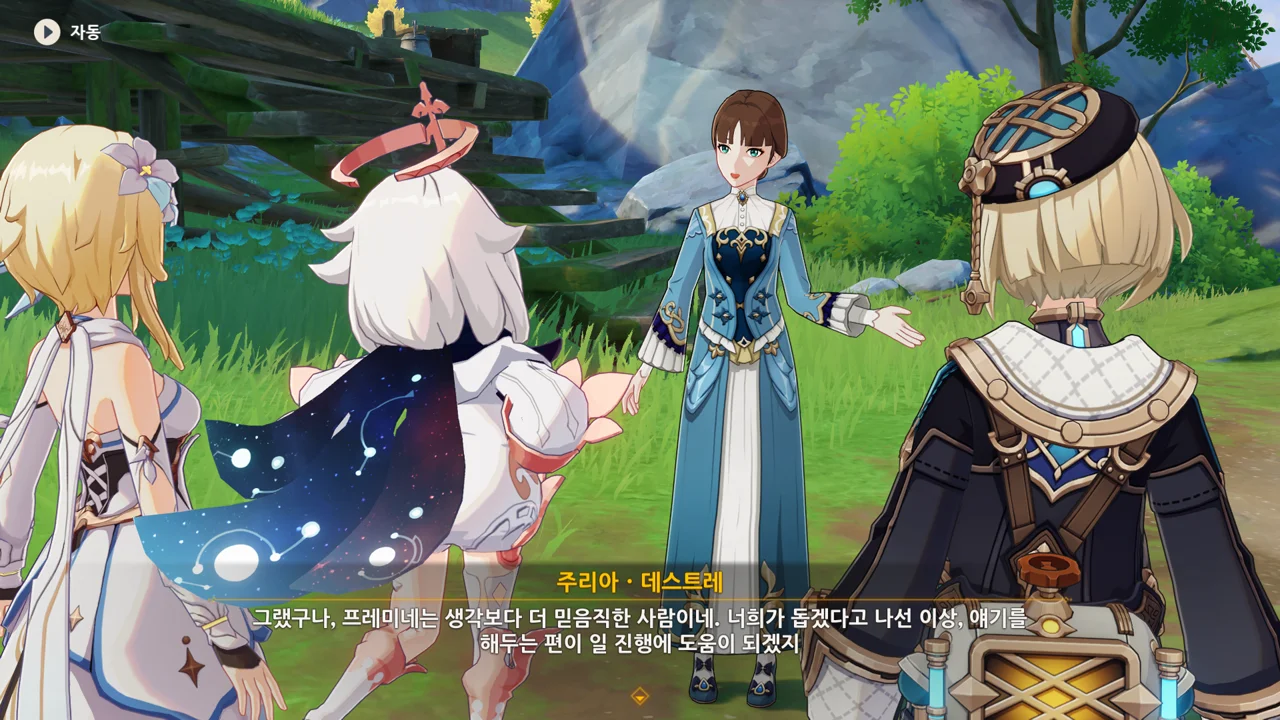 자동
주리아 · 데스트레
그랬구나, 프레미네는 생각보다 더 믿음직한 사람이네. 너희가 돕겠다고 나선 이상, 얘기를
해두는 편이 일 진행에 도움이 되겠지